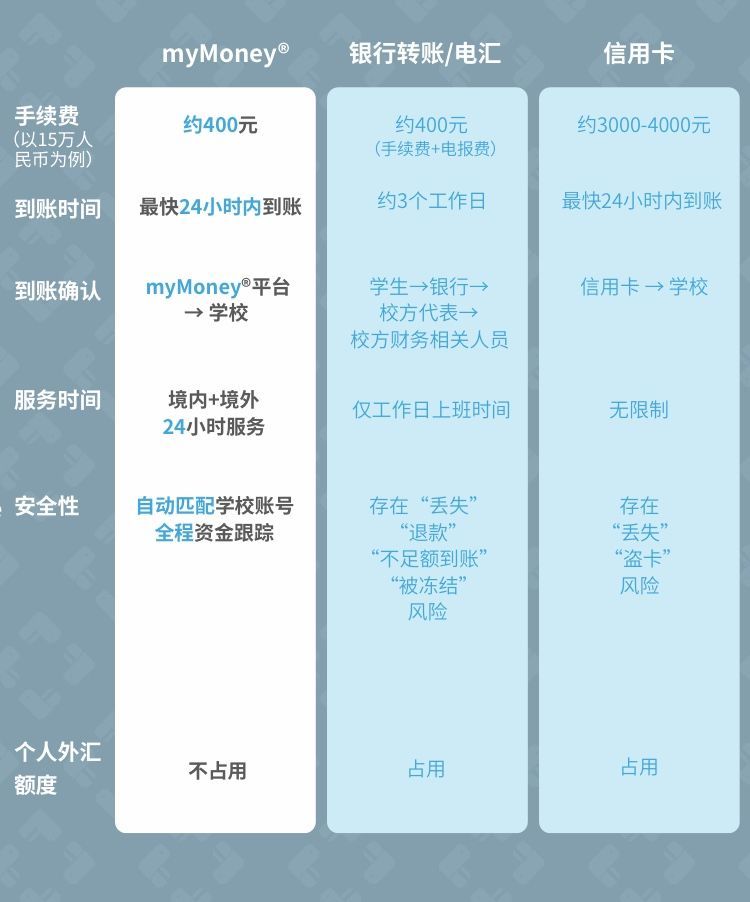 myMoney® 银行转账/电汇 信用卡
手续费
（以15万人
民币为例）
约400元
约400元
（手续费+电报费）
约3000-4000元
到账时间
最快24小时内到账
约3个工作日
最快24小时内到账
到账确认
myMoney®平台
→ 学校
学生→银行→
校方代表→
校方财务相关人员
信用卡 → 学校
服务时间
境内+境外
24小时服务
仅工作日上班时间
无限制
安全性
自动匹配学校账号
全程资金跟踪
存在“丢失”
“退款”
“不足额到账”
“被冻结”
风险
存在
“丢失”
“盗卡”
风险
个人外汇
额度
不占用
占用
占用